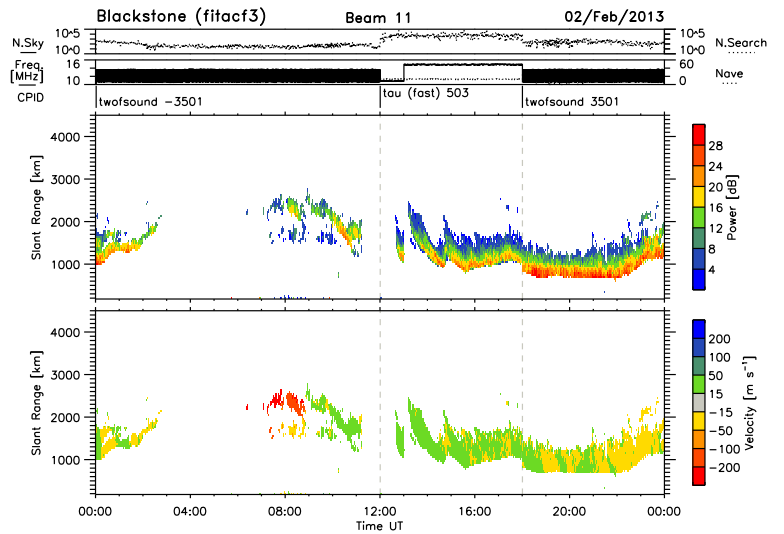 Blackstone (fitacf3) Beam 11 02/Feb/2013
N.Sky 10^5 10^0 10^5 10^0 N.Search
Freq. [MHz] 16 10 60 0 Nave
CPID twofsound -3501 tau (fast) 503 twofsound 3501
Slant Range [km]
4000
3000
2000
1000
28
24
20
16
12
8
4
Power [dB]
Slant Range [km]
4000
3000
2000
1000
200
100
50
15
-15
-50
-100
-200
Velocity [m s⁻¹]
00:00 04:00 08:00 12:00 16:00 20:00 00:00
Time UT